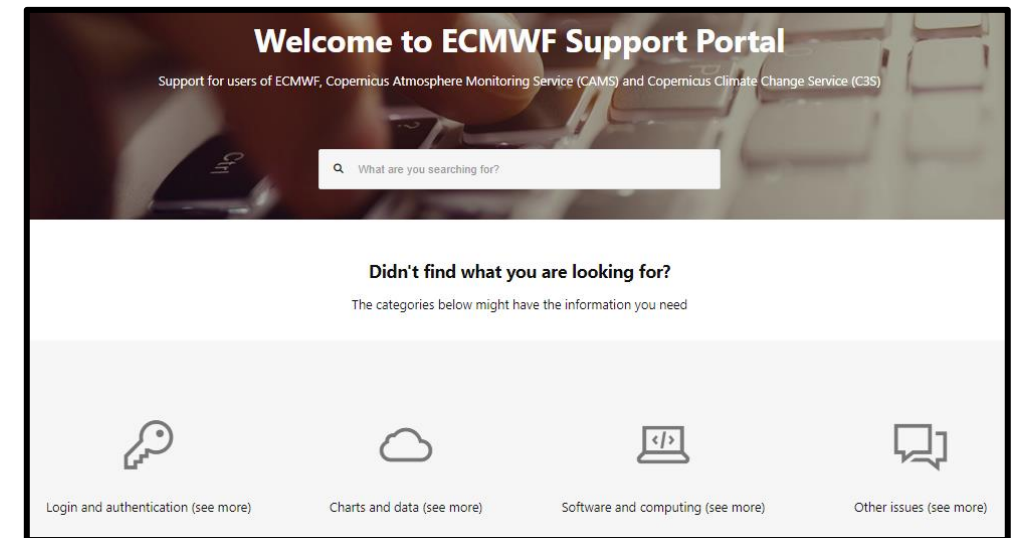 Welcome to ECMWF Support Portal
Support for users of ECMWF, Copernicus Atmosphere Monitoring Service (CAMS) and Copernicus Climate Change Service (C3S)
Ctrl
What are you searching for?
Didn't find what you are looking for?
The categories below might have the information you need
</>
Login and authentication (see more)
Charts and data (see more)
Software and computing (see more)
Other issues (see more)